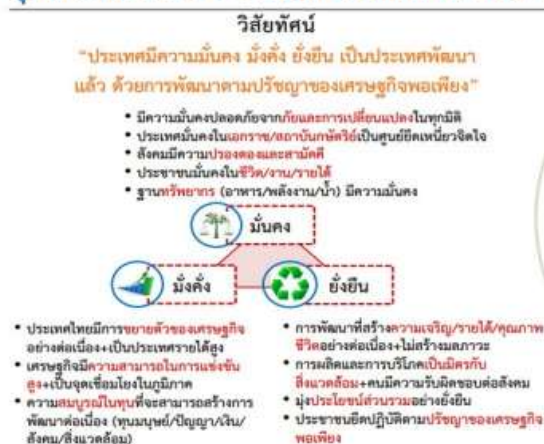 วิสัยทัศน์
“ประเทศมีความมั่นคง มั่งคั่ง ยั่งยืน เป็นประเทศพัฒนา
แล้ว ด้วยการพัฒนาตามปรัชญาของเศรษฐกิจพอเพียง”
• มีความมั่นคงปลอดภัยจากภัยและการเปลี่ยนแปลงในทุกมิติ
• ประเทศมั่นคงในเอกราช/สถาบันกษัตริย์เป็นศูนย์ยึดเหนี่ยวจิตใจ
• สังคมมีความปรองดองและสามัคคี
• ประชาชนมั่นคงในชีวิต/งาน/รายได้
• ฐานทรัพยากร (อาหาร/พลังงาน/น้ำ) มีความมั่นคง
มั่นคง
มั่งคั่ง
ยั่งยืน
• ประเทศไทยมีการขยายตัวของเศรษฐกิจ
อย่างต่อเนื่อง+เป็นประเทศรายได้สูง
• เศรษฐกิจมีความสามารถในการแข่งขัน
สูง+เป็นจุดเชื่อมโยงในภูมิภาค
• ความสมบูรณ์ในทุนที่จะสามารถสร้างการ
พัฒนาต่อเนื่อง (ทุนมนุษย์/ปัญญา/เงิน/
สังคม/สิ่งแวดล้อม)
• การพัฒนาที่สร้างความเจริญ/รายได้/คุณภาพ
ชีวิตอย่างต่อเนื่อง+ไม่สร้างมลภาวะ
• การผลิตและการบริโภคเป็นมิตรกับ
สิ่งแวดล้อม+คนมีความรับผิดชอบต่อสังคม
• มุ่งประโยชน์ส่วนรวมอย่างยั่งยืน
• ประชาชนยึดปฏิบัติตามปรัชญาของเศรษฐกิจ
พอเพียง